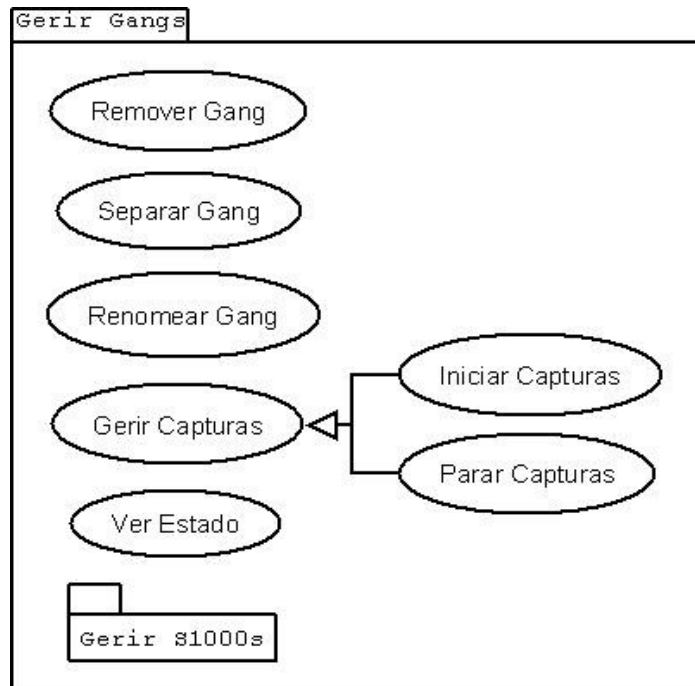 Gerir Gangs
Remover Gang
Separar Gang
Renomear Gang
Iniciar Capturas
Gerir Capturas
Parar Capturas
Ver Estado
Gerir S1000s